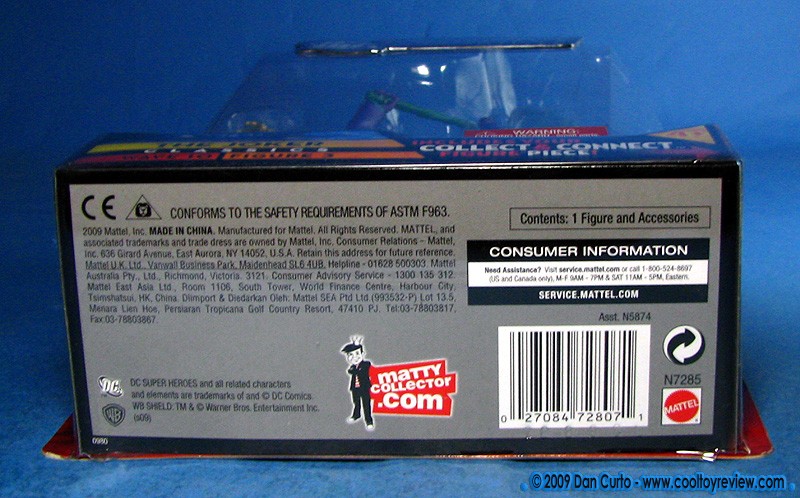 WARNING:
THE JOKER
COLLECT & CONNECT
WAVE 10 FIGURE 3
FIGURE PIECE!
CE CONFORMS TO THE SAFETY REQUIREMENTS OF ASTM F963.
2009 Mattel, Inc. MADE IN CHINA. Manufactured for Mattel. All Rights Reserved. MATTEL, and
associated trademarks and trade dress are owned by Mattel, Inc. Consumer Relations – Mattel,
Inc. 636 Girard Avenue, East Aurora, NY 14052, U.S.A. Retain this address for future reference.
Mattel U.K. Ltd., Vanwall Business Park, Maidenhead SL6 4UB. Helpline - 01628 500303. Mattel
Australia Pty. Ltd., Richmond, Victoria. 3121. Consumer Advisory Service - 1300 135 312.
Mattel East Asia Ltd., Room 1106, South Tower, World Finance Centre, Harbour City,
Tsimshatsui, HK, China. Diimport & Diedarkan Oleh: Mattel SEA Ptd Ltd.(993532-P) Lot 13.5,
Menara Lien Hoe, Persiaran Tropicana Golf Country Resort, 47410 PJ. Tel:03-78803817,
Fax:03-78803867.
Contents: 1 Figure and Accessories
CONSUMER INFORMATION
Need Assistance? Visit service.mattel.com or call 1-800-524-8697
(US and Canada only), M-F 9AM - 7PM & SAT 11AM - 5PM, Eastern.
SERVICE.MATTEL.COM
Asst. N5874
0 27084 72807 1
N7285
MATTEL
DC
DC SUPER HEROES and all related characters
and elements are trademarks of and © DC Comics.
WB
WB SHIELD: TM & © Warner Bros. Entertainment Inc.
(s09)
matty
collector
.com
0980
© 2009 Dan Curto - www.cooltoyreview.com